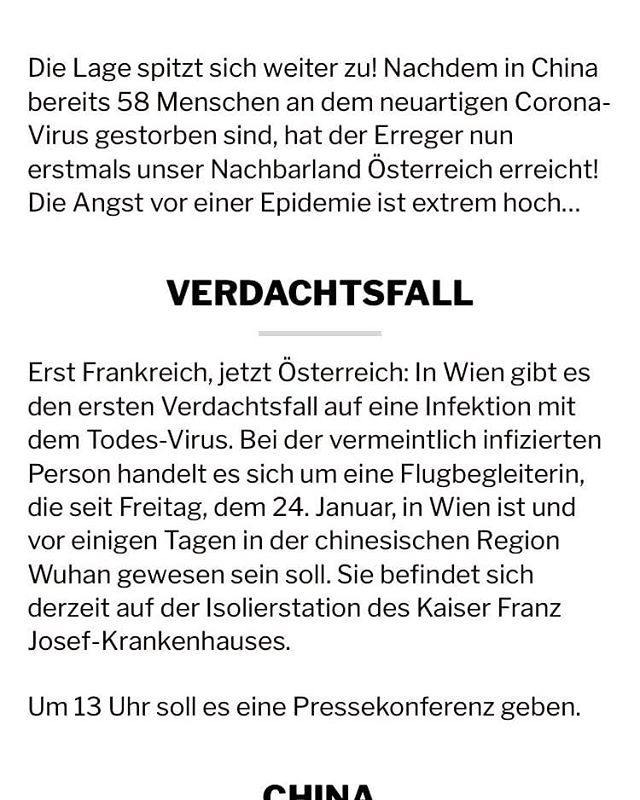 Die Lage spitzt sich weiter zu! Nachdem in China
bereits 58 Menschen an dem neuartigen Corona-
Virus gestorben sind, hat der Erreger nun
erstmals unser Nachbarland Österreich erreicht!
Die Angst vor einer Epidemie ist extrem hoch...
VERDACHTSFALL
Erst Frankreich, jetzt Österreich: In Wien gibt es
den ersten Verdachtsfall auf eine Infektion mit
dem Todes-Virus. Bei der vermeintlich infizierten
Person handelt es sich um eine Flugbegleiterin,
die seit Freitag, dem 24. Januar, in Wien ist und
vor einigen Tagen in der chinesischen Region
Wuhan gewesen sein soll. Sie befindet sich
derzeit auf der Isolierstation des Kaiser Franz
Josef-Krankenhauses.
Um 13 Uhr soll es eine Pressekonferenz geben.
CHINA